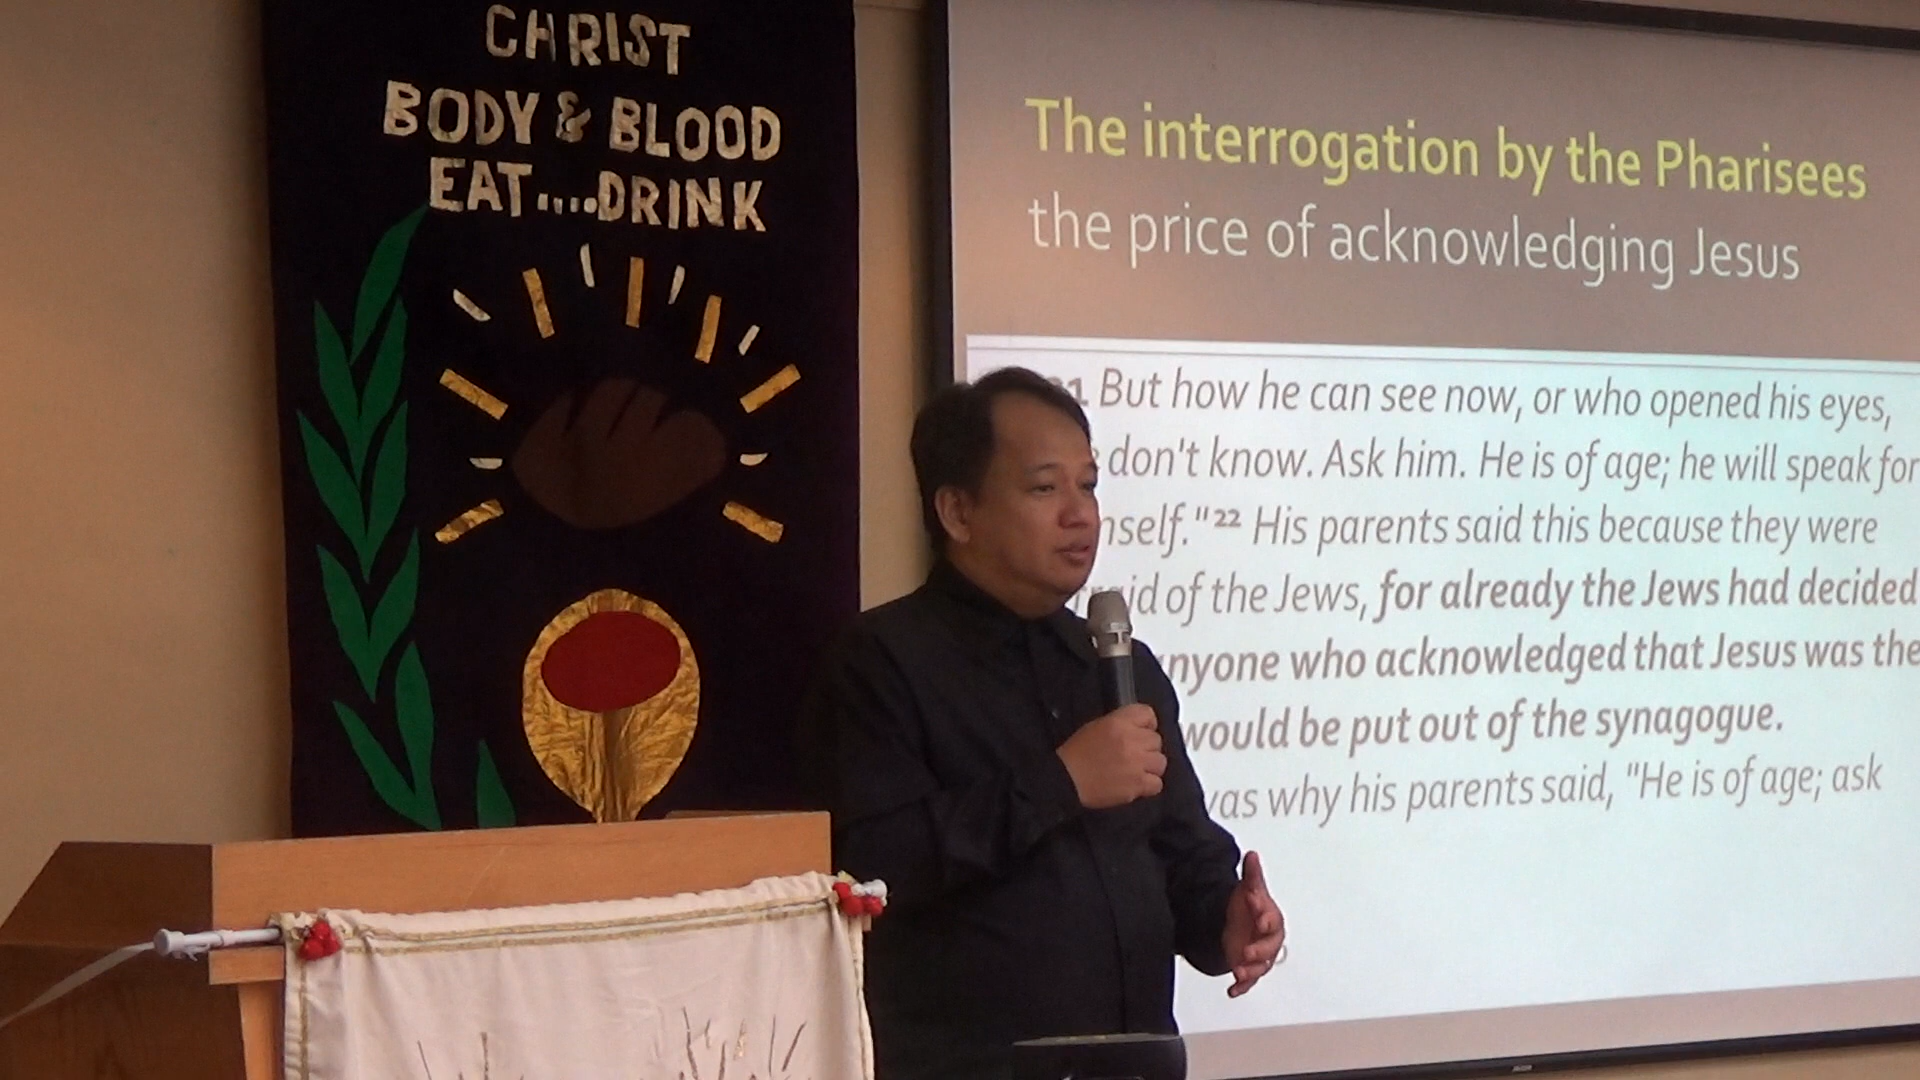 CHRIST
BODY & BLOOD
EAT....DRINK
The interrogation by the Pharisees
the price of acknowledging Jesus
But how he can see now, or who opened his eyes,
don't know. Ask him. He is of age; he will speak for
"22 His parents said this because they were
of the Jews, for already the Jews had decided
who acknowledged that Jesus was the
would be put out of the synagogue.
why his parents said, "He is of age; ask